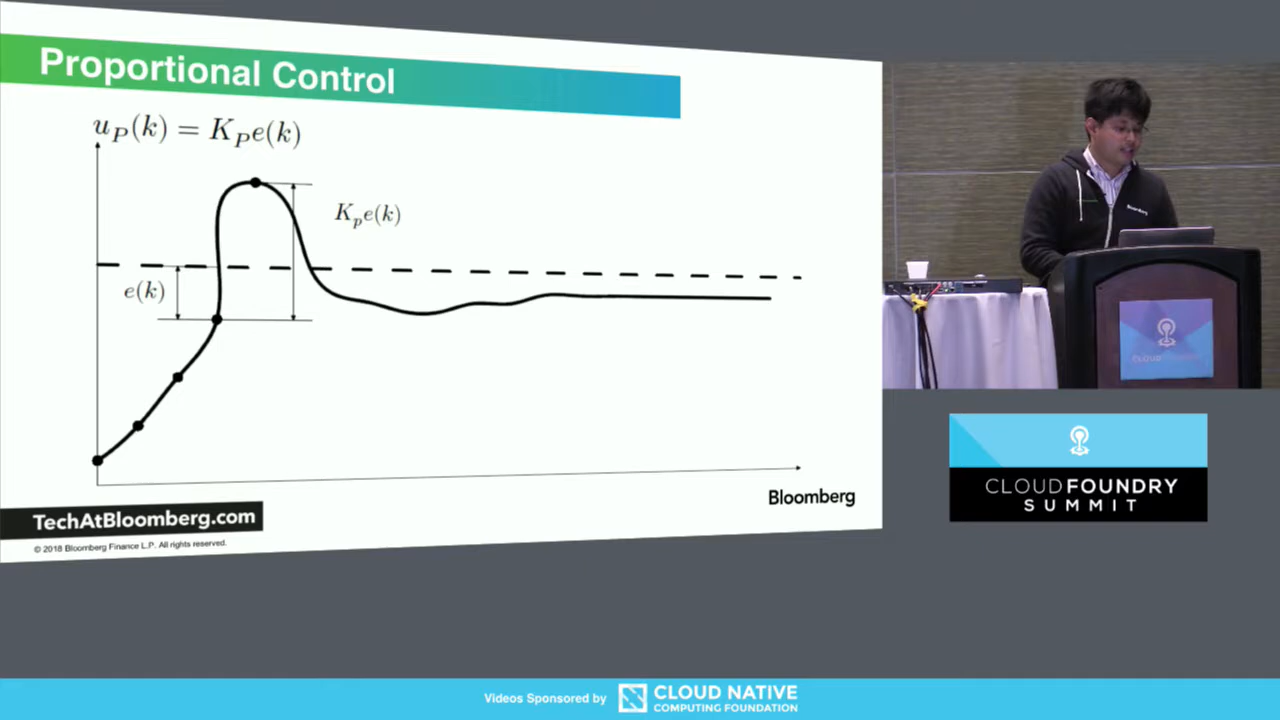 Proportional Control
u_P(k) = K_P e(k)
K_p e(k)
e(k)
Bloomberg
TechAtBloomberg.com
© 2018 Bloomberg Finance L.P. All rights reserved.
Bloomberg
CLOUD FOUNDRY
SUMMIT
Videos Sponsored by
CLOUD NATIVE
COMPUTING FOUNDATION